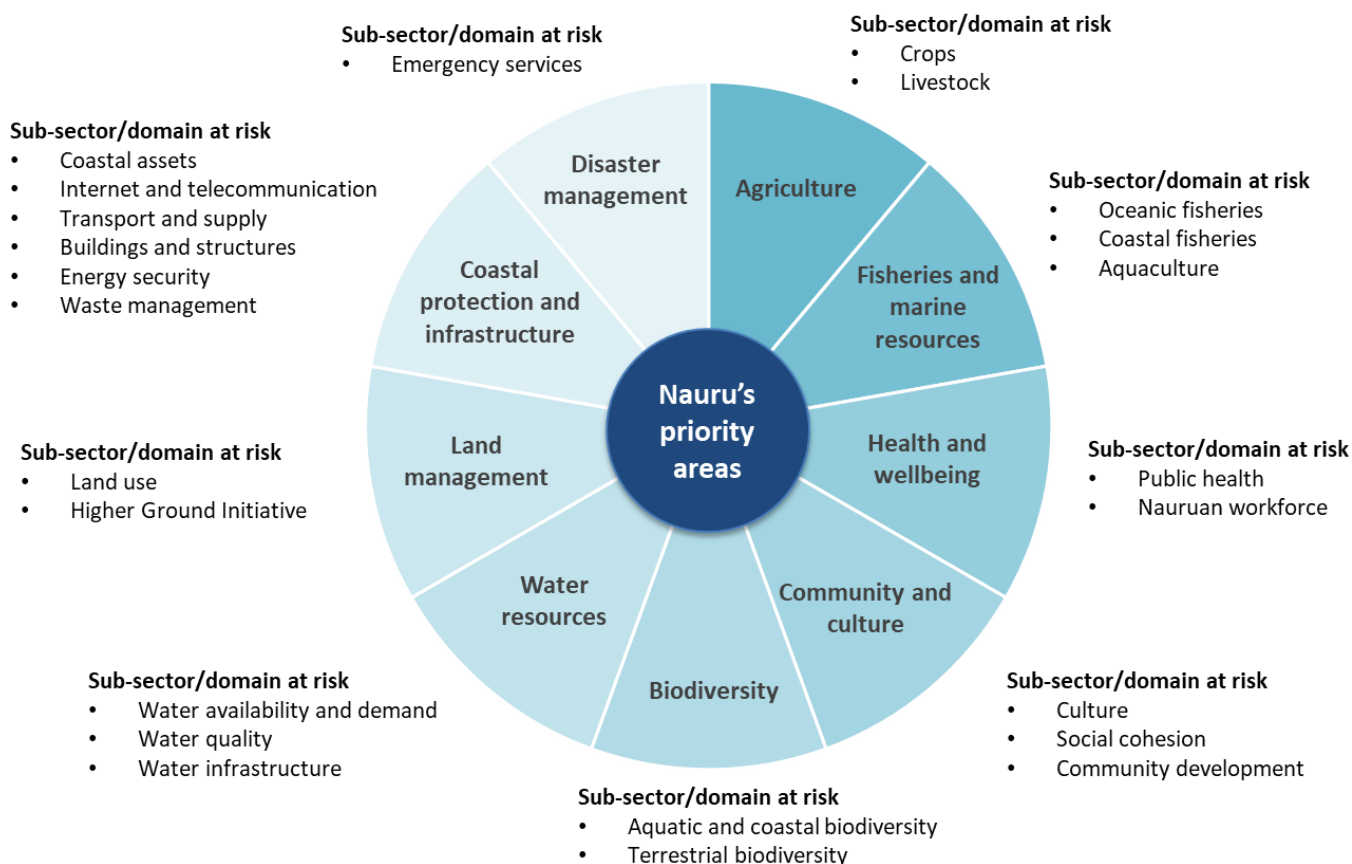 Sub-sector/domain at risk
• Emergency services
Sub-sector/domain at risk
• Crops
• Livestock
Sub-sector/domain at risk
• Coastal assets
• Internet and telecommunication
• Transport and supply
• Buildings and structures
• Energy security
• Waste management
Sub-sector/domain at risk
• Oceanic fisheries
• Coastal fisheries
• Aquaculture
Disaster
management
Agriculture
Coastal
protection and
infrastructure
Fisheries and
marine
resources
Nauru's
priority
areas
Land
management
Health and
wellbeing
Sub-sector/domain at risk
• Land use
• Higher Ground Initiative
Sub-sector/domain at risk
• Public health
• Nauruan workforce
Water
resources
Community and
culture
Biodiversity
Sub-sector/domain at risk
• Water availability and demand
• Water quality
• Water infrastructure
Sub-sector/domain at risk
• Culture
• Social cohesion
• Community development
Sub-sector/domain at risk
• Aquatic and coastal biodiversity
• Terrestrial biodiversity